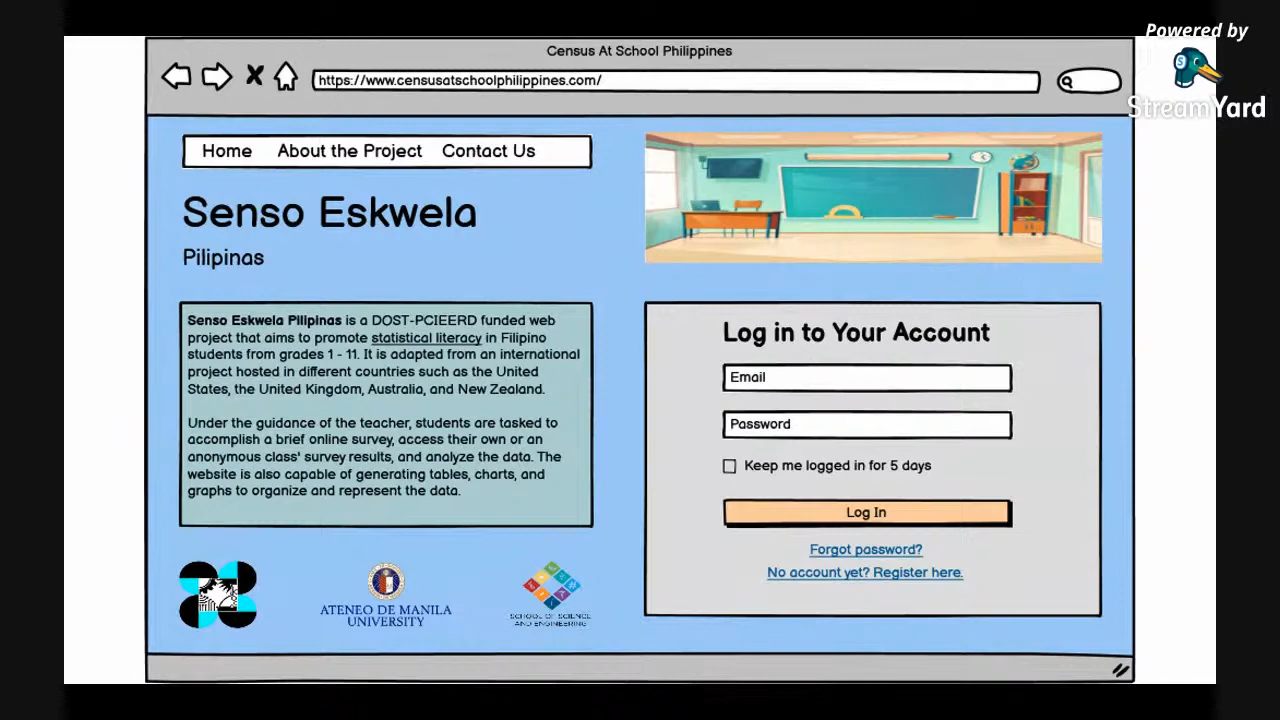 Powered by
StreamYard
Census At School Philippines
https://www.censusatschoolphilippines.com/
Home About the Project Contact Us
Senso Eskwela
Pilipinas
Senso Eskwela Pilipinas is a DOST-PCIEERD funded web
project that aims to promote statistical literacy in Filipino
students from grades 1 - 11. It is adapted from an international
project hosted in different countries such as the United
States, the United Kingdom, Australia, and New Zealand.
Under the guidance of the teacher, students are tasked to
accomplish a brief online survey, access their own or an
anonymous class' survey results, and analyze the data. The
website is also capable of generating tables, charts, and
graphs to organize and represent the data.
ATENEO DE MANILA
UNIVERSITY
SCHOOL OF SCIENCE
AND ENGINEERING
Log in to Your Account
Email
Password
Keep me logged in for 5 days
Log In
Forgot password?
No account yet? Register here.